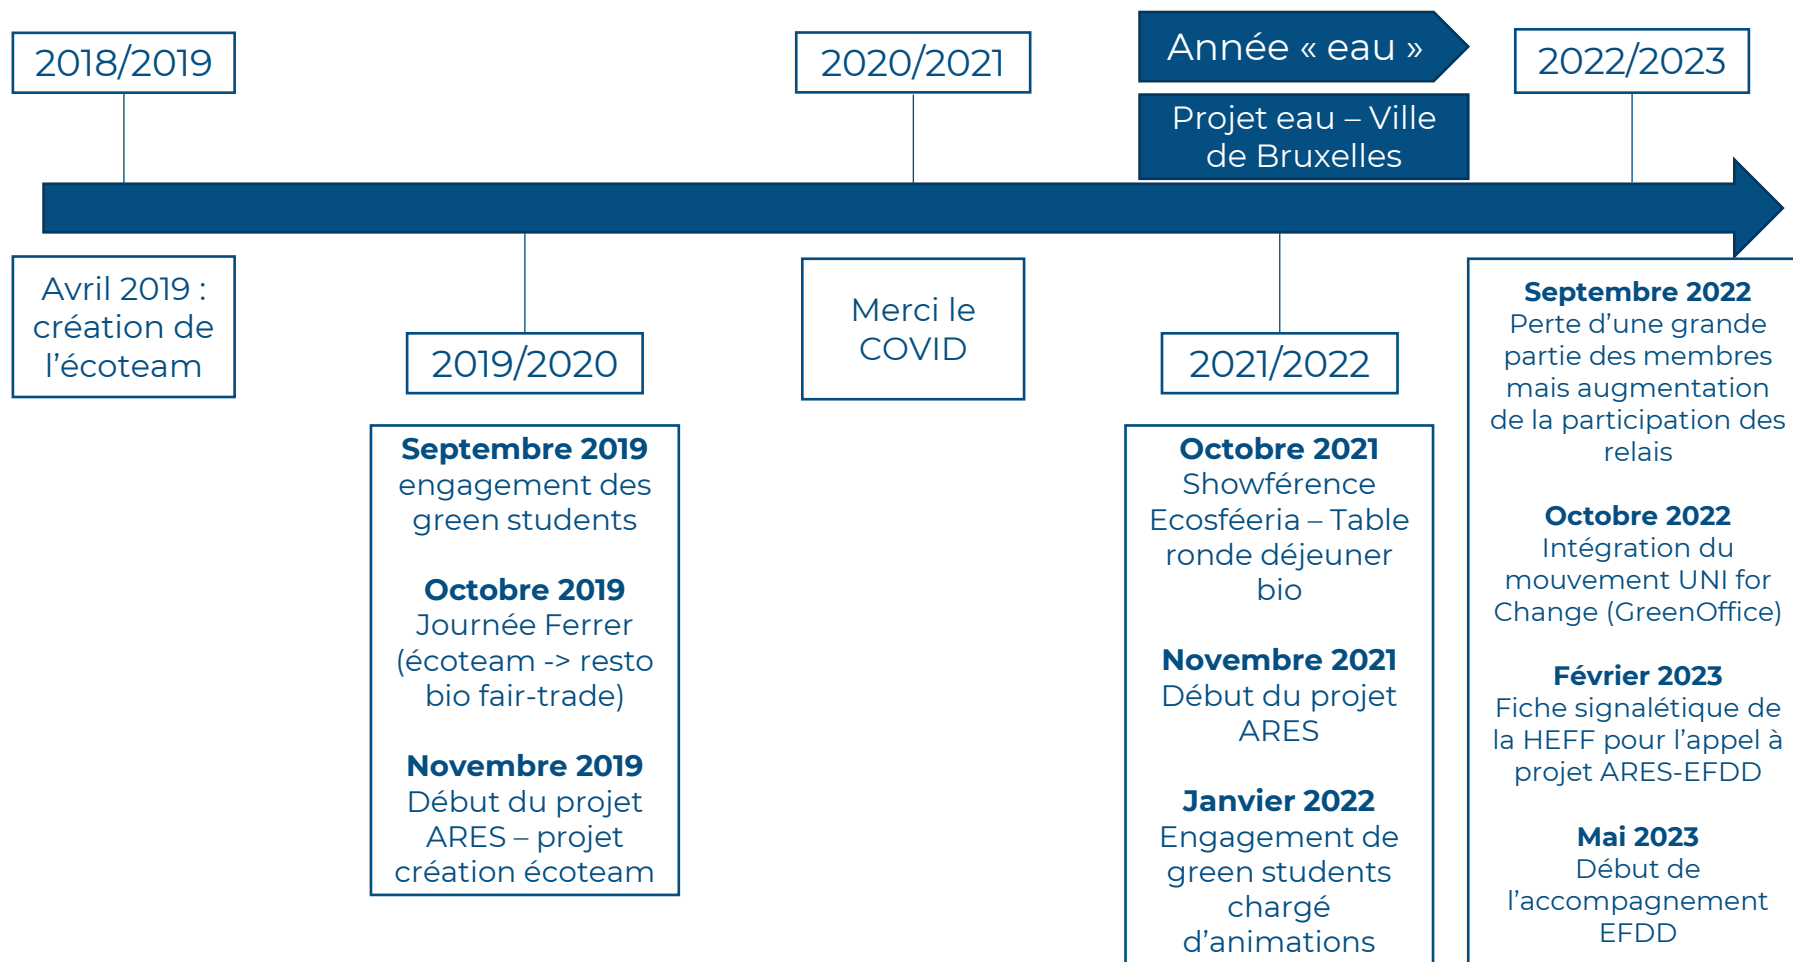 2018/2019
Avril 2019 :
création de
l’écoteam
2019/2020
Septembre 2019
engagement des
green students
Octobre 2019
Journée Ferrer
(écoteam -> resto
bio fair-trade)
Novembre 2019
Début du projet
ARES – projet
création écoteam
2020/2021
Merci le
COVID
Année « eau »
Projet eau – Ville
de Bruxelles
2021/2022
Octobre 2021
Showférence
Ecosféeria – Table
ronde déjeuner
bio
Novembre 2021
Début du projet
ARES
Janvier 2022
Engagement de
green students
chargé
d’animations
2022/2023
Septembre 2022
Perte d’une grande
partie des membres
mais augmentation
de la participation des
relais
Octobre 2022
Intégration du
mouvement UNI for
Change (GreenOffice)
Février 2023
Fiche signalétique de
la HEFF pour l’appel à
projet ARES-EFDD
Mai 2023
Début de
l’accompagnement
EFDD